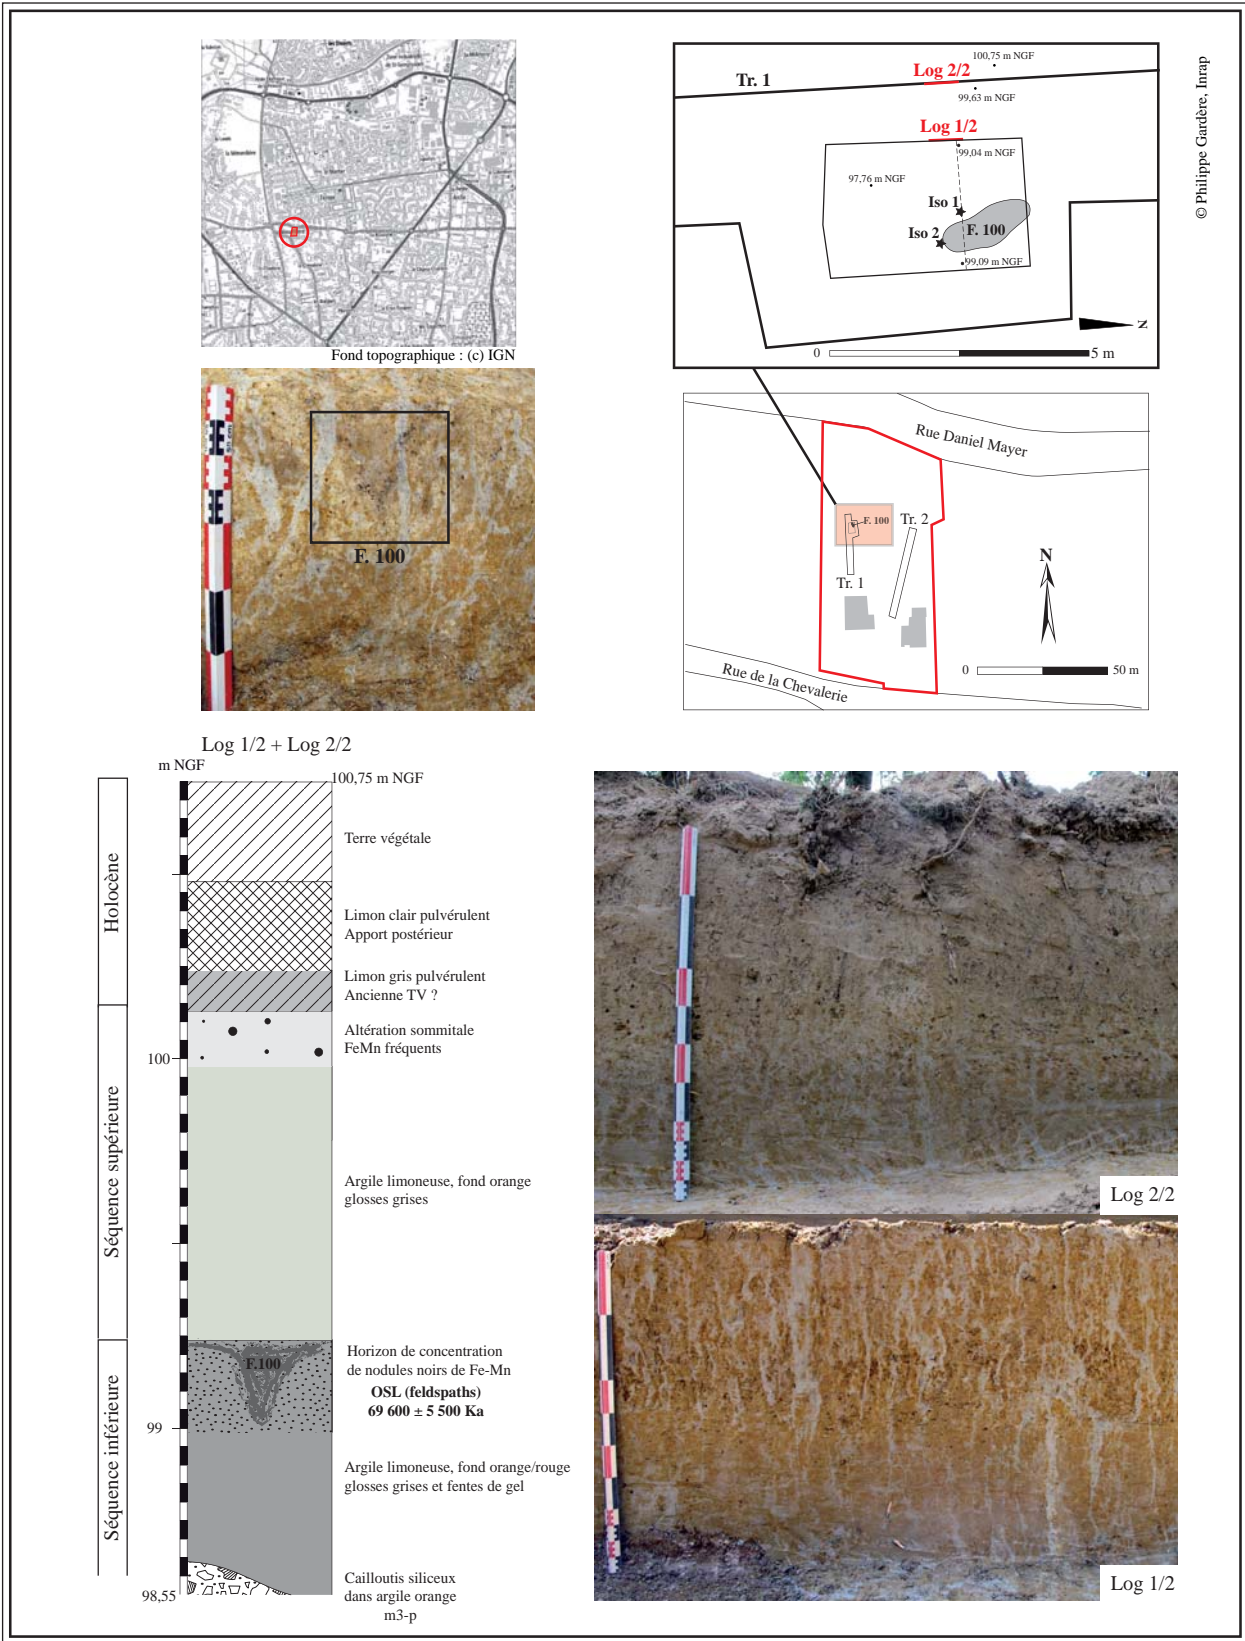 © Philippe Gardère, Inrap
Fond topographique : (c) IGN
Tr. 1
Log 2/2
100,75 m NGF
99,63 m NGF
Log 1/2
99,04 m NGF
97,76 m NGF
Iso 1
Iso 2
F. 100
99,09 m NGF
N
0
5 m
50 cm
F. 100
Rue Daniel Mayer
F. 100
Tr. 2
Tr. 1
N
0
50 m
Rue de la Chevalerie
Log 1/2 + Log 2/2
m NGF
100,75 m NGF
Holocène
Terre végétale
Limon clair pulvérulent
Apport postérieur
Limon gris pulvérulent
Ancienne TV ?
Séquence supérieure
Altération sommitale
FeMn fréquents
100
Argile limoneuse, fond orange
glosses grises
Séquence inférieure
F.100
Horizon de concentration
de nodules noirs de Fe-Mn
OSL (feldspaths)
69 600 ± 5 500 Ka
99
Argile limoneuse, fond orange/rouge
glosses grises et fentes de gel
Cailloutis siliceux
dans argile orange
m3-p
98,55
Log 2/2
Log 1/2